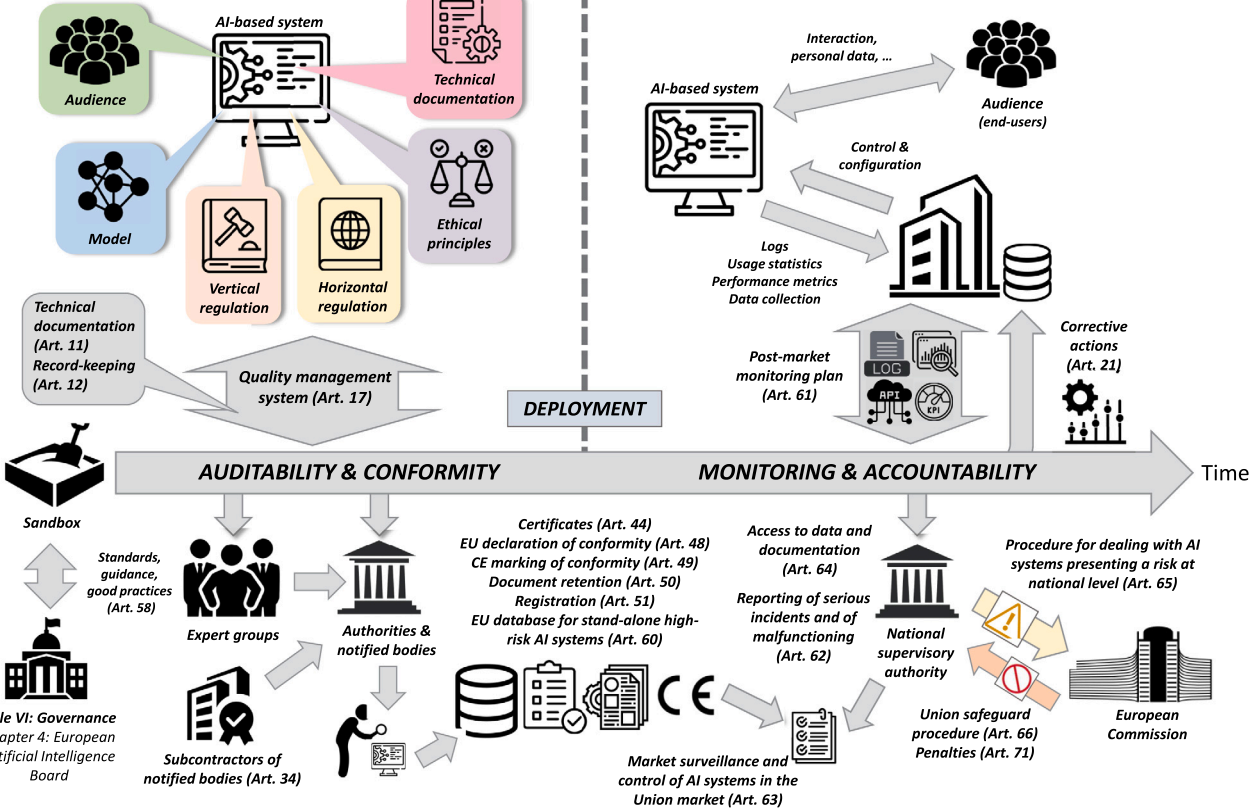 AI-based system
Audience
Technical
documentation
Model
Vertical
regulation
Horizontal
regulation
Ethical
principles
Technical
documentation
(Art. 11)
Record-keeping
(Art. 12)
Quality management
system (Art. 17)
DEPLOYMENT
Interaction,
personal data, ...
AI-based system
Audience
(end-users)
Control &
configuration
Logs
Usage statistics
Performance metrics
Data collection
Post-market
monitoring plan
(Art. 61)
LOG
API
KPI
Corrective
actions
(Art. 21)
AUDITABILITY & CONFORMITY
MONITORING & ACCOUNTABILITY
Time
Sandbox
Standards,
guidance,
good practices
(Art. 58)
le VI: Governance
apter 4: European
tificial Intelligence
Board
Expert groups
Authorities &
notified bodies
Subcontractors of
notified bodies (Art. 34)
Certificates (Art. 44)
EU declaration of conformity (Art. 48)
CE marking of conformity (Art. 49)
Document retention (Art. 50)
Registration (Art. 51)
EU database for stand-alone high-
risk AI systems (Art. 60)
CE
Market surveillance and
control of AI systems in the
Union market (Art. 63)
Access to data and
documentation
(Art. 64)
Reporting of serious
incidents and of
malfunctioning
(Art. 62)
National
supervisory
authority
Procedure for dealing with AI
systems presenting a risk at
national level (Art. 65)
Union safeguard
procedure (Art. 66)
Penalties (Art. 71)
European
Commission